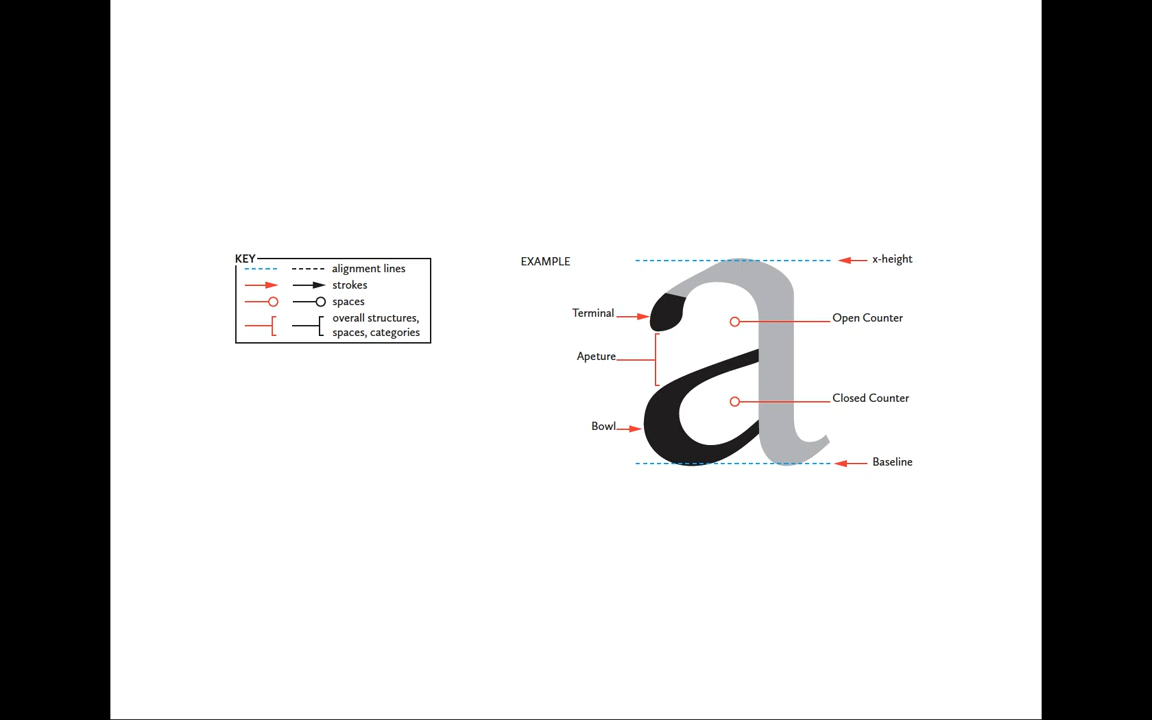 KEY
alignment lines
strokes
spaces
overall structures,
spaces, categories
EXAMPLE
x-height
Terminal
Open Counter
Apeture
Closed Counter
Bowl
Baseline
a